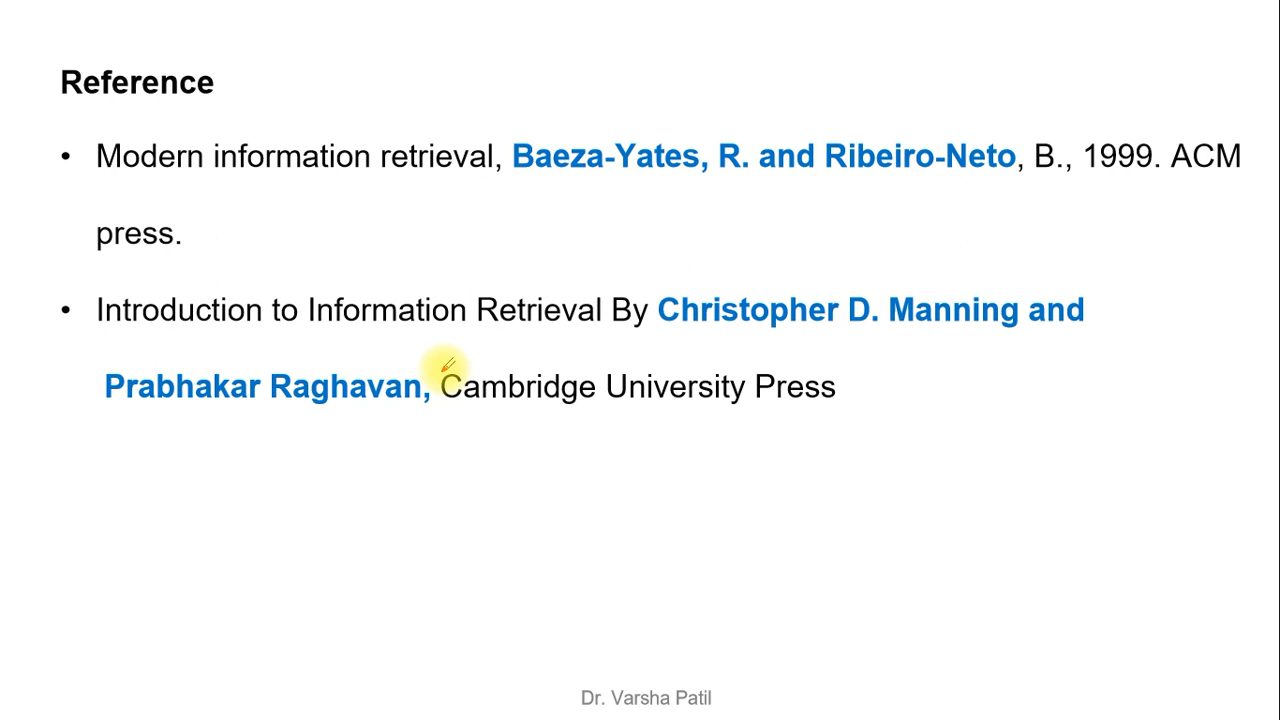 Reference
• Modern information retrieval, Baeza-Yates, R. and Ribeiro-Neto, B., 1999. ACM
press.
• Introduction to Information Retrieval By Christopher D. Manning and
Prabhakar Raghavan, Cambridge University Press
Dr. Varsha Patil